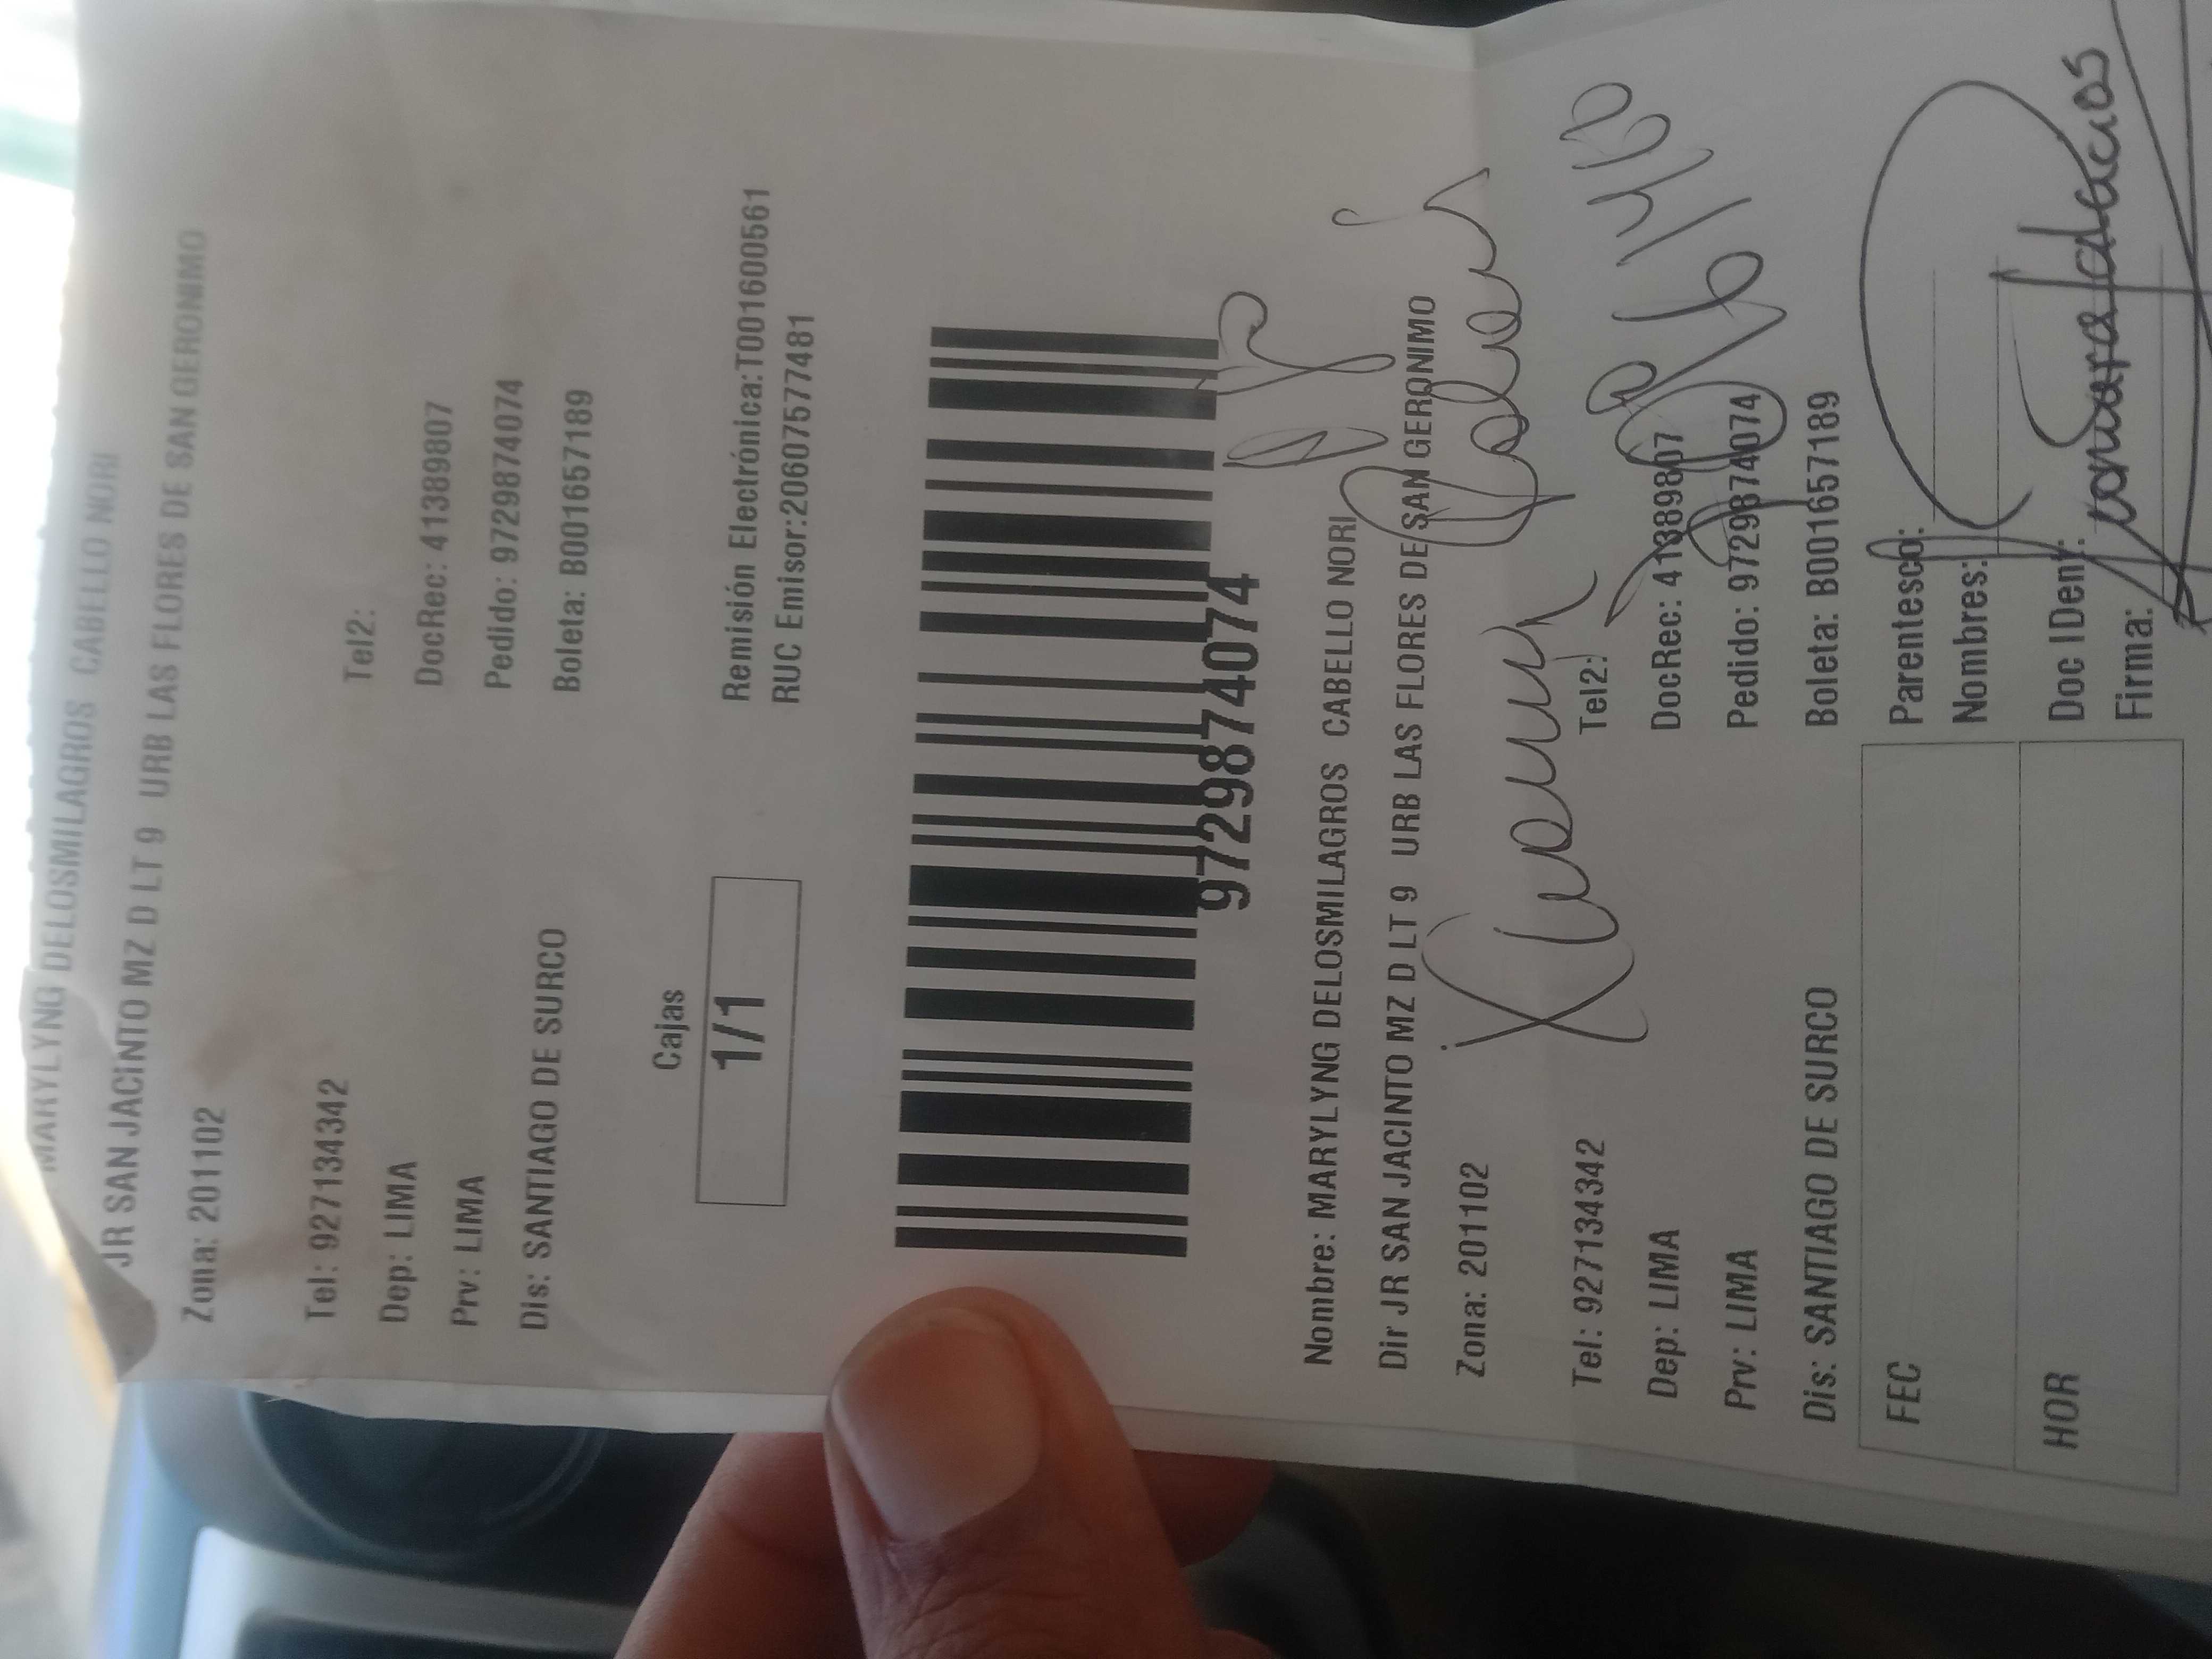 MARYLYNG DELOSMILAGROS CABELLO NORI
JR SAN JACINTO MZ D LT 9 URB LAS FLORES DE SAN GERONIMO
Zona: 201102
Tel: 927134342 Tel2:
Dep: LIMA DocRec: 41389807
Prv: LIMA Pedido: 97298740​74
Dis: SANTIAGO DE SURCO Boleta: B001657189
Cajas
1/1
Remisión Electrónica:T001600561
RUC Emisor:20607577481
9729874074
Nombre: MARYLYNG DELOSMILAGROS CABELLO NORI
Dir JR SAN JACINTO MZ D LT 9 URB LAS FLORES DE SAN GERONIMO
Zona: 201102
Tel: 927134342 Tel2:
Dep: LIMA DocRec: 41389807
Prv: LIMA Pedido: 9729874074
Dis: SANTIAGO DE SURCO Boleta: B001657189
FEC
HOR
Parentesco:
Nombres:
Doc IDent:
Firma: